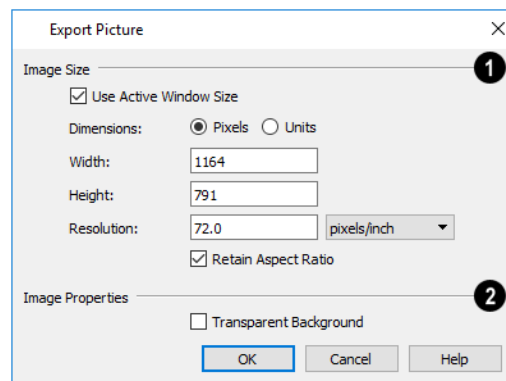 Export Picture
Image Size
1
Use Active Window Size
Dimensions: Pixels Units
Width: 1164
Height: 791
Resolution: 72.0 pixels/inch
Retain Aspect Ratio
Image Properties
2
Transparent Background
OK Cancel Help